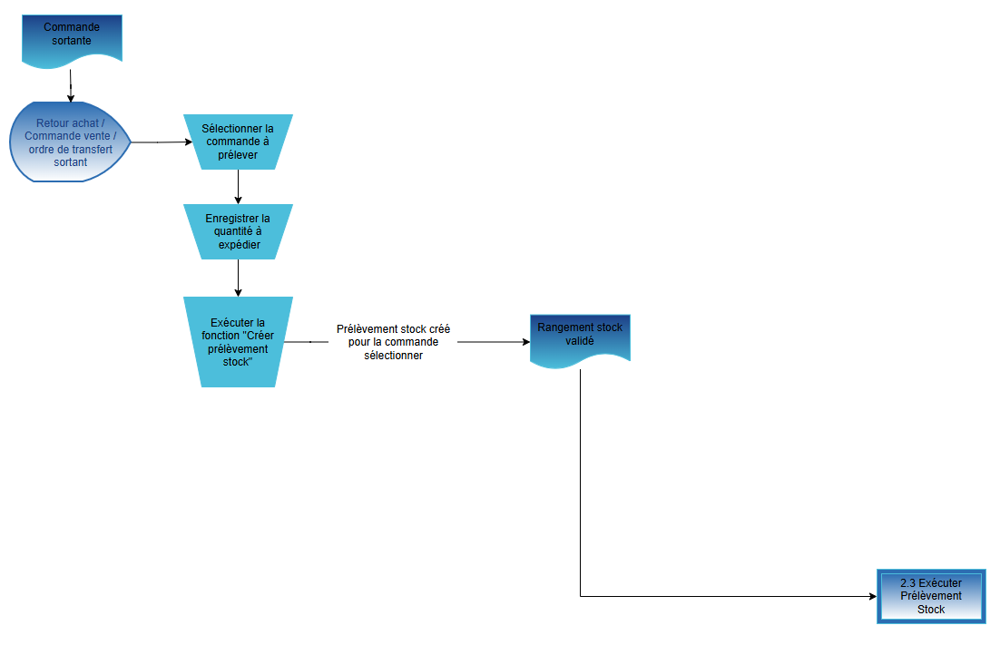 Commande
sortante
Retour achat /
Commande vente /
ordre de transfert
sortant
Sélectionner la
commande à
prélever
Enregistrer la
quantité à
expédier
Exécuter la
fonction "Créer
prélèvement
stock"
Prélèvement stock créé
pour la commande
sélectionner
Rangement stock
validé
2.3 Exécuter
Prélèvement
Stock